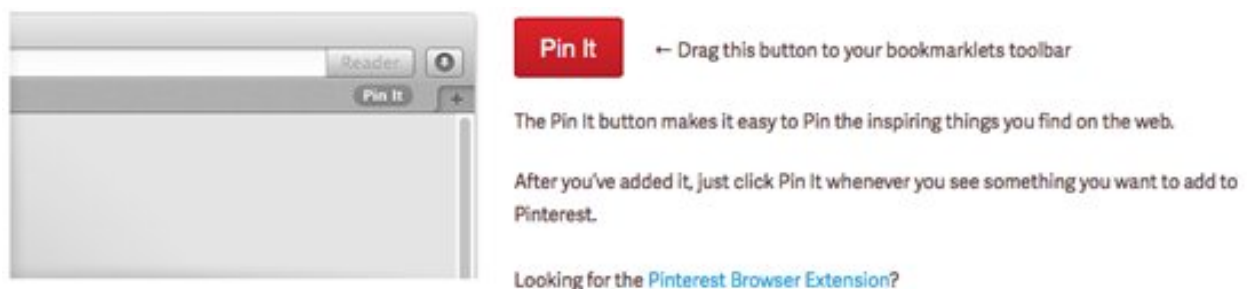 Reader
Pin It
Pin It
← Drag this button to your bookmarklets toolbar
The Pin It button makes it easy to Pin the inspiring things you find on the web.
After you've added it, just click Pin It whenever you see something you want to add to
Pinterest.
Looking for the Pinterest Browser Extension?